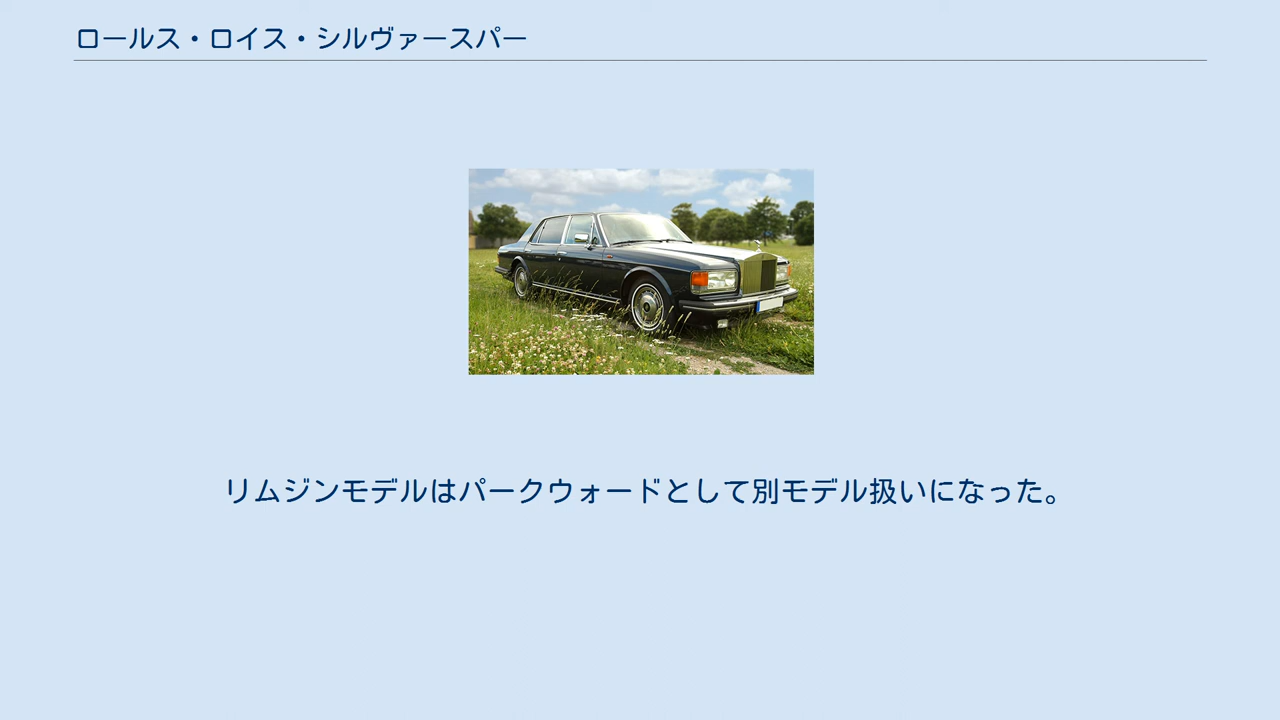 ロールス・ロイス・シルヴァースパー
リムジンモデルはパークウォードとして別モデル扱いになった。